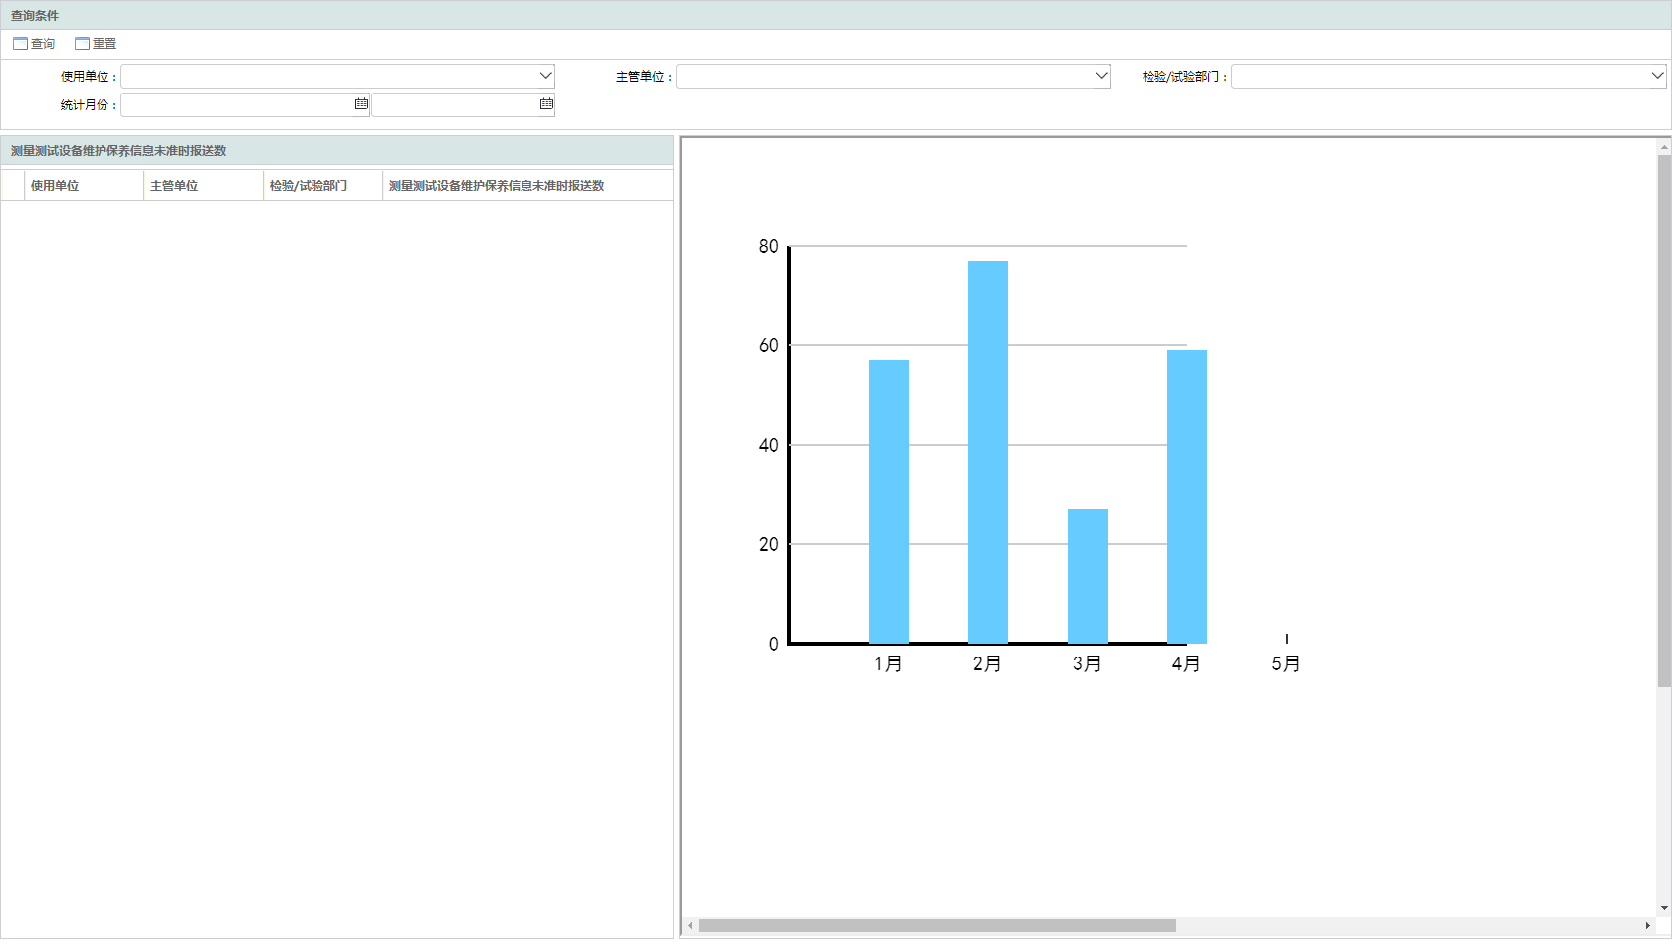 查询条件
查询 重置
使用单位： 主管单位： 检验/试验部门：
统计月份：
测量测试设备维护保养信息未准时报送数
使用单位 主管单位 检验/试验部门 测量测试设备维护保养信息未准时报送数
80
60
40
20
0
1月 2月 3月 4月 5月